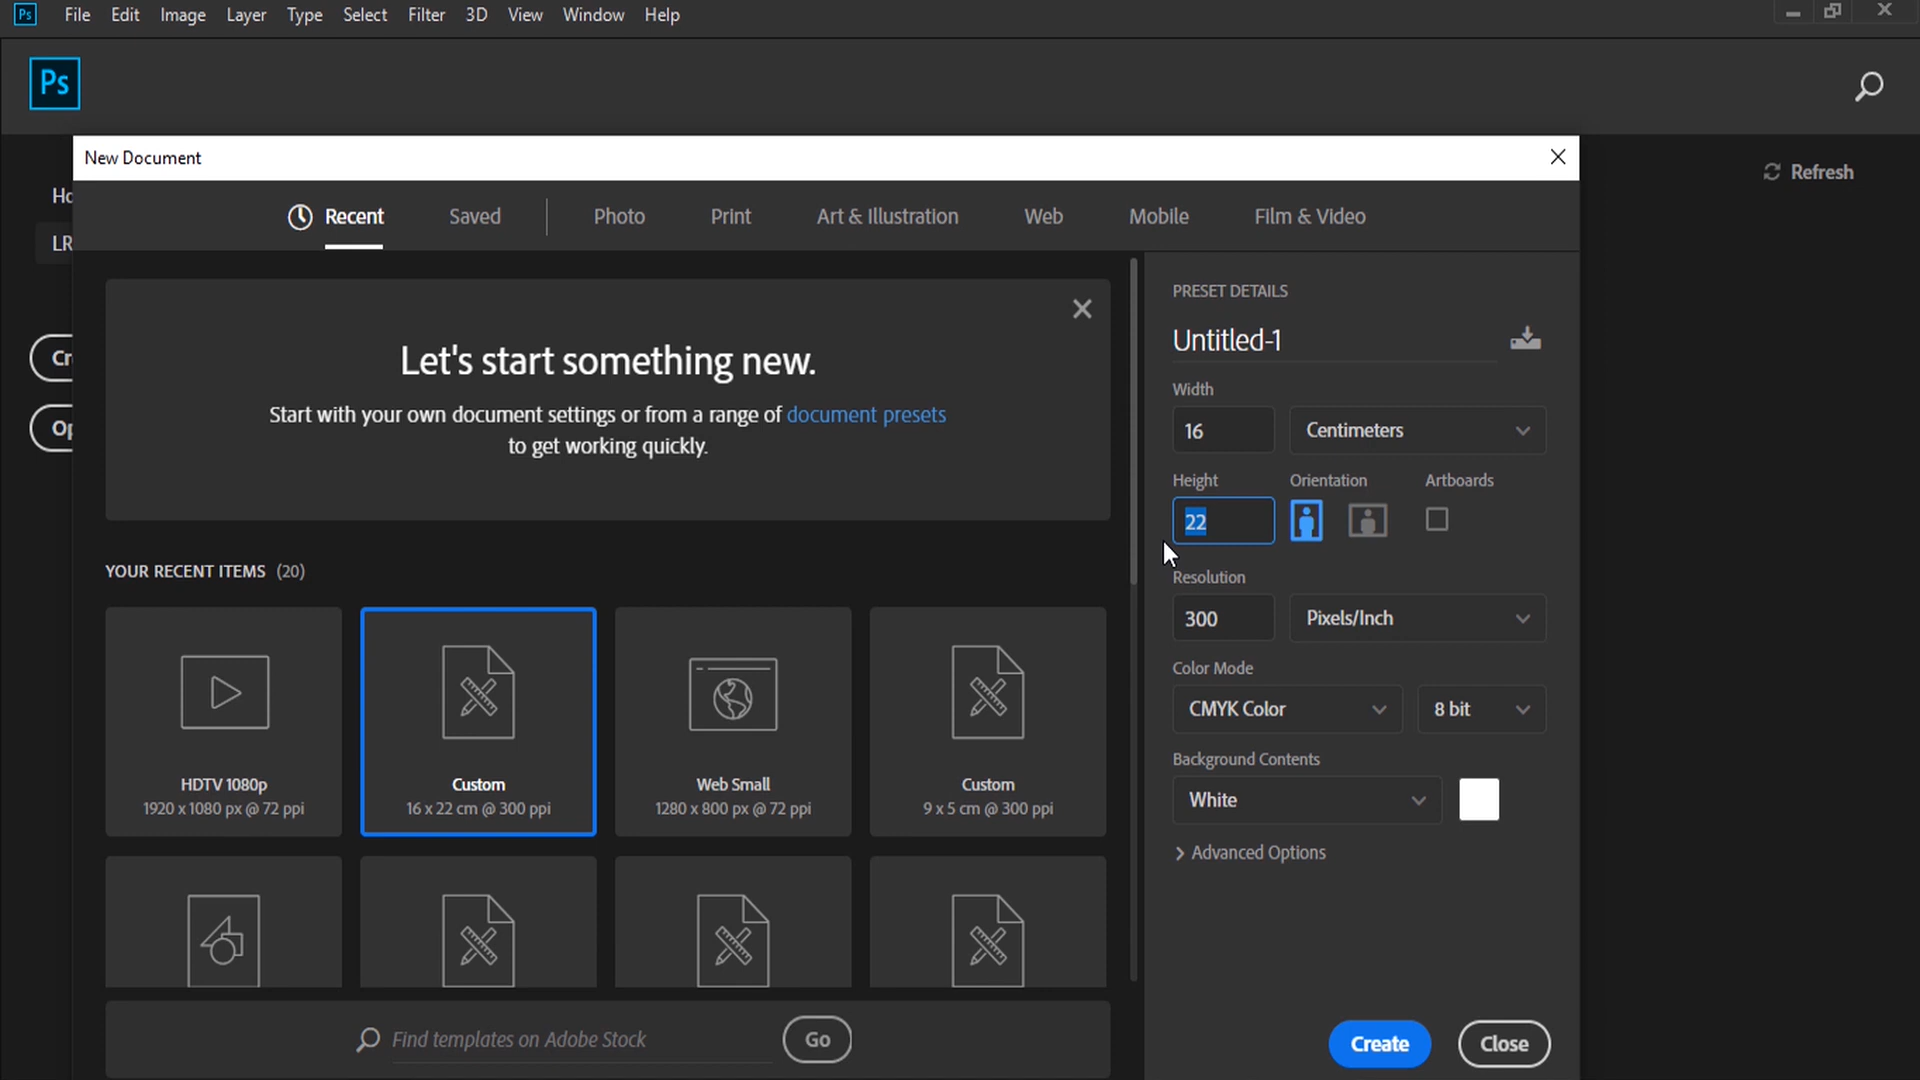 Ps File Edit Image Layer Type Select Filter 3D View Window Help
Ps
New Document
Refresh
Recent Saved Photo Print Art & Illustration Web Mobile Film & Video
Let's start something new.
Start with your own document settings or from a range of document presets
to get working quickly.
YOUR RECENT ITEMS (20)
HDTV 1080p
1920 x 1080 px @ 72 ppi
Custom
16 x 22 cm @ 300 ppi
Web Small
1280 x 800 px @ 72 ppi
Custom
9 x 5 cm @ 300 ppi
Find templates on Adobe Stock
Go
PRESET DETAILS
Untitled-1
Width
16 Centimeters
Height Orientation Artboards
22
Resolution
300 Pixels/Inch
Color Mode
CMYK Color 8 bit
Background Contents
White
Advanced Options
Create Close